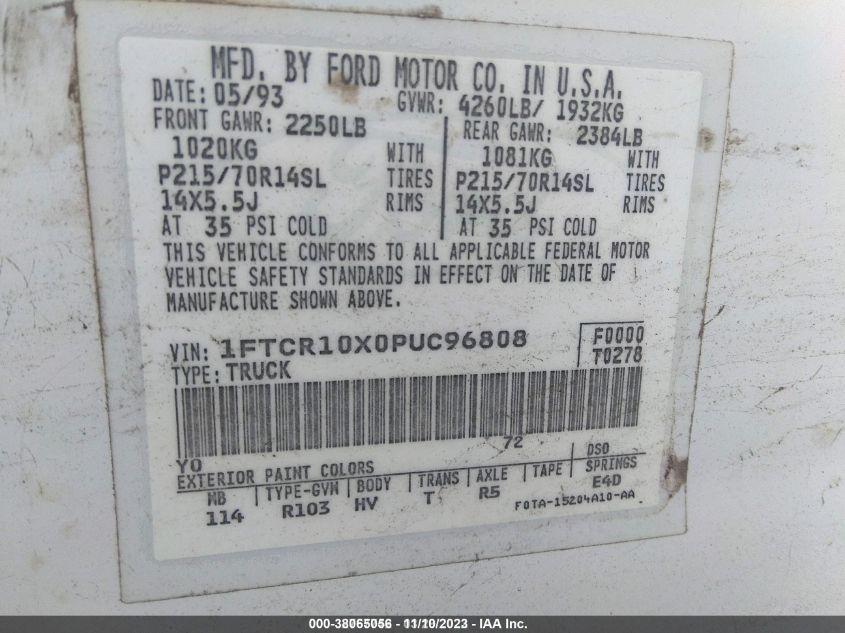 MFD. BY FORD MOTOR CO. IN U.S.A.
DATE: 05/93 GVWR: 4260LB/ 1932KG
FRONT GAWR: 2250LB REAR GAWR: 2384LB
1020KG WITH 1081KG WITH
P215/70R14SL TIRES P215/70R14SL TIRES
14X5.5J RIMS 14X5.5J RIMS
AT 35 PSI COLD AT 35 PSI COLD
THIS VEHICLE CONFORMS TO ALL APPLICABLE FEDERAL MOTOR
VEHICLE SAFETY STANDARDS IN EFFECT ON THE DATE OF
MANUFACTURE SHOWN ABOVE.
VIN: 1FTCR10X0PUC96808 F0000
TYPE: TRUCK T0278
YO 72
EXTERIOR PAINT COLORS DSO
WB TYPE-GVW BODY TRANS AXLE TAPE SPRINGS
114 R103 HV T R5 E4D
F0TA-15204A10-AA
000-38065056 - 11/10/2023 - IAA Inc.